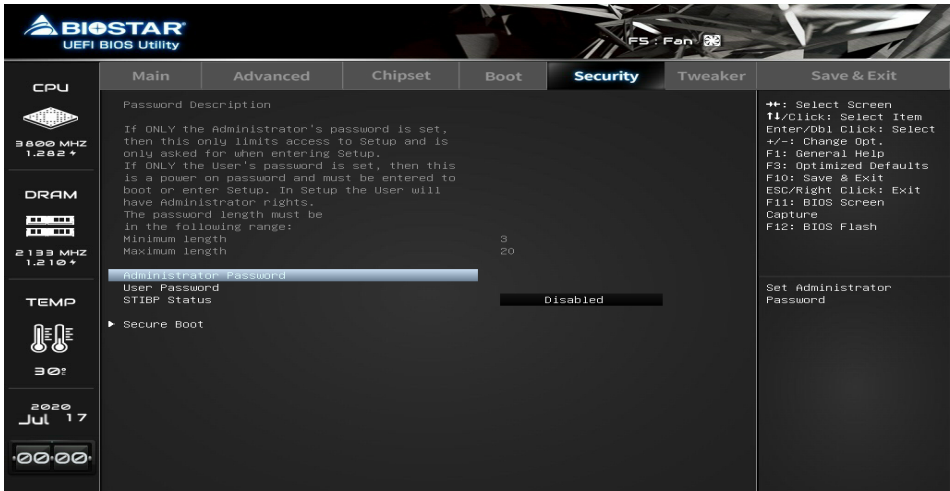 BIOSTAR®
UEFI BIOS Utility
F5 : Fan
Main Advanced Chipset Boot Security Tweaker Save & Exit
CPU
3800 MHZ
1.282
DRAM
2133 MHZ
1.210
TEMP
30°
2020
Jul 17
00:00
Password Description
If ONLY the Administrator's password is set,
then this only limits access to Setup and is
only asked for when entering Setup.
If ONLY the User's password is set, then this
is a power on password and must be entered to
boot or enter Setup. In Setup the User will
have Administrator rights.
The password length must be
in the following range:
Minimum length 3
Maximum length 20
Administrator Password
User Password
STIBP Status Disabled
▶ Secure Boot
→←: Select Screen
↑↓/Click: Select Item
Enter/Dbl Click: Select
+/-: Change Opt.
F1: General Help
F3: Optimized Defaults
F10: Save & Exit
ESC/Right Click: Exit
F11: BIOS Screen
Capture
F12: BIOS Flash
Set Administrator
Password